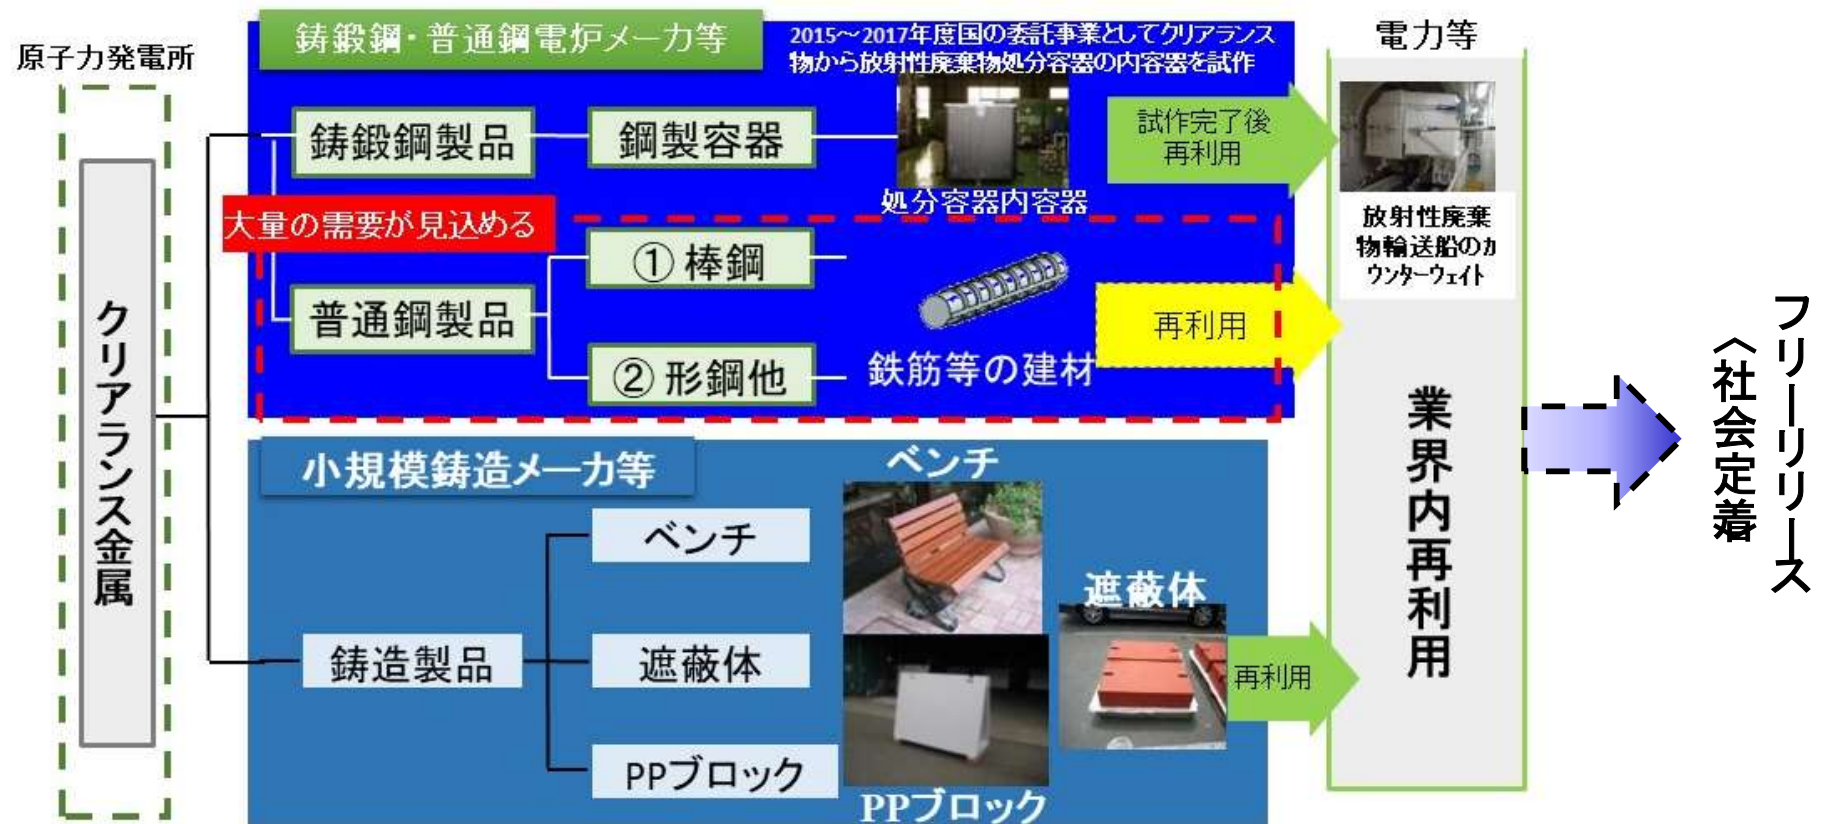 原子力発電所
クリアランス金属
鋳鍛鋼・普通鋼電炉メーカ等
2015~2017年度国の委託事業としてクリアランス
物から放射性廃棄物処分容器の内容器を試作
鋳鍛鋼製品
鋼製容器
処分容器内容器
試作完了後
再利用
大量の需要が見込める
普通鋼製品
①棒鋼
②形鋼他
鉄筋等の建材
再利用
小規模鋳造メーカ等
鋳造製品
ベンチ
遮蔽体
PPブロック
ベンチ
遮蔽体
PPブロック
再利用
電力等
放射性廃棄
物輸送船のカ
ウンターウェイト
業界内再利用
フリーリリース
〈社会定着